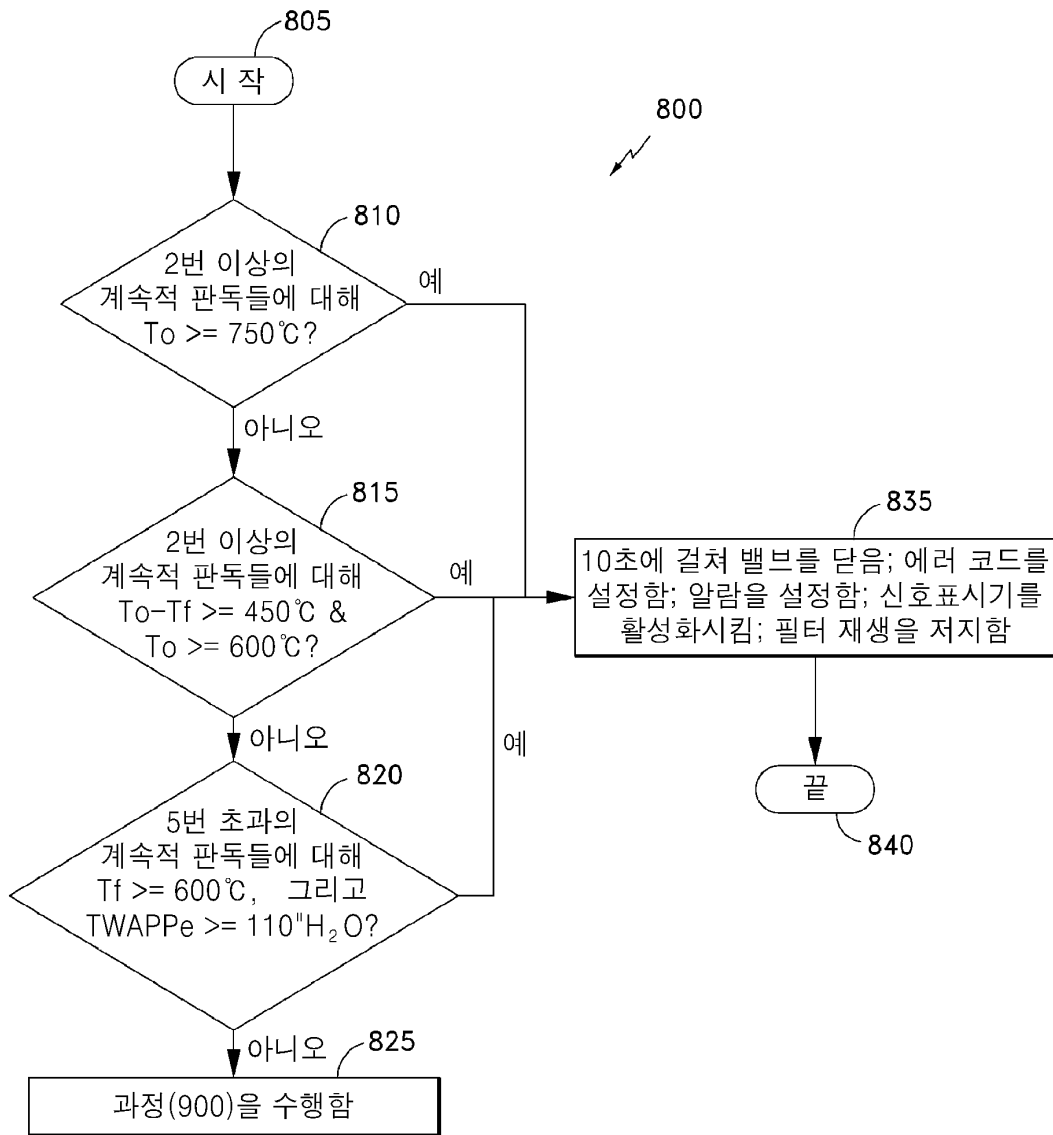 805
시 작
800
810
2번 이상의
계속적 판독들에 대해
To >= 750℃?
예
아니오
815
2번 이상의
계속적 판독들에 대해
To-Tf >= 450℃ &
To >= 600℃?
예
835
10초에 걸쳐 밸브를 닫음; 에러 코드를
설정함; 알람을 설정함; 신호표시기를
활성화시킴; 필터 재생을 저지함
아니오
820
5번 초과의
계속적 판독들에 대해
Tf >= 600℃, 그리고
TWAPPe >= 110"H₂O?
예
끝
840
아니오
825
과정(900)을 수행함